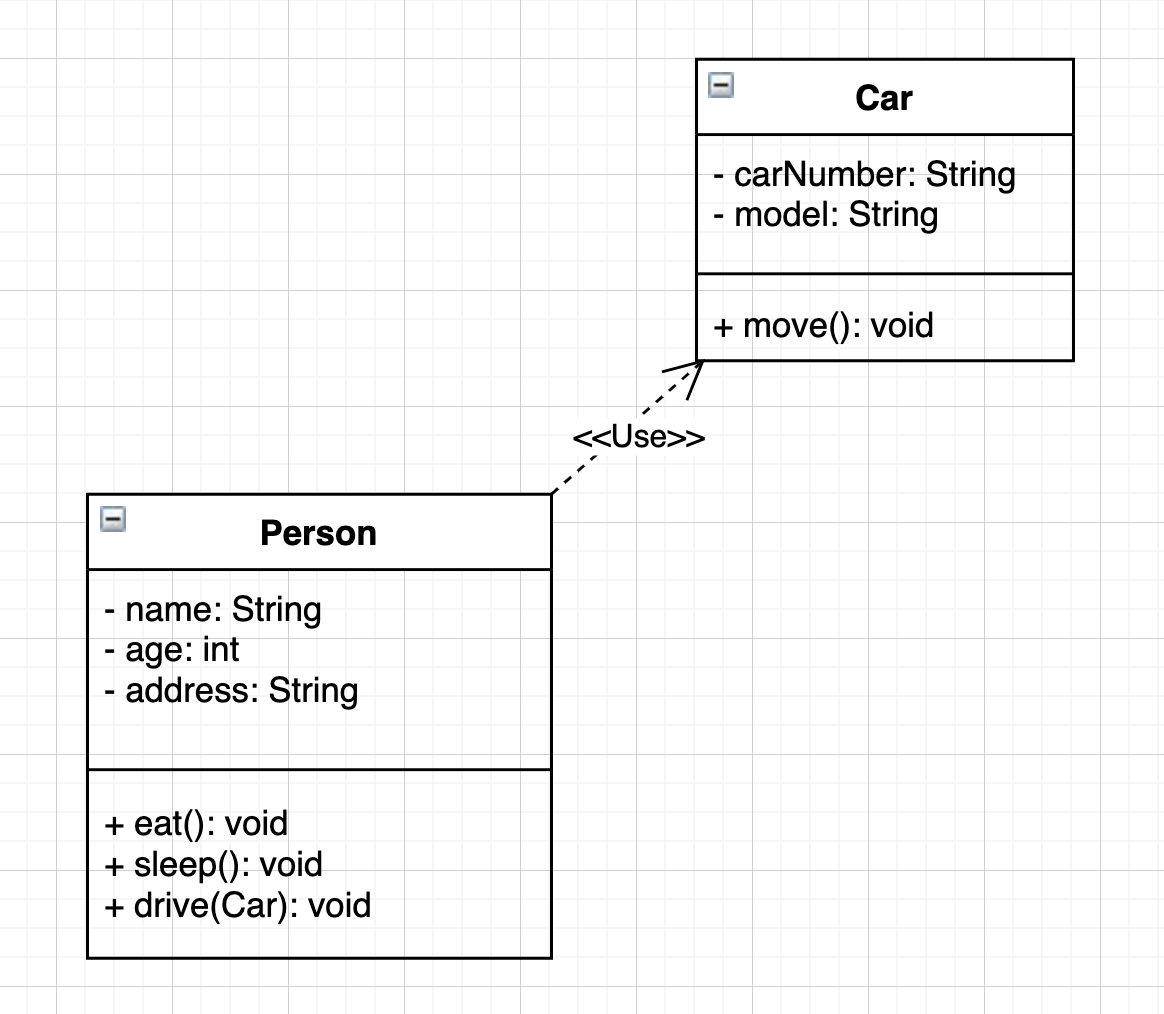 Car
- carNumber: String
- model: String
+ move(): void
<<Use>>
Person
- name: String
- age: int
- address: String
+ eat(): void
+ sleep(): void
+ drive(Car): void